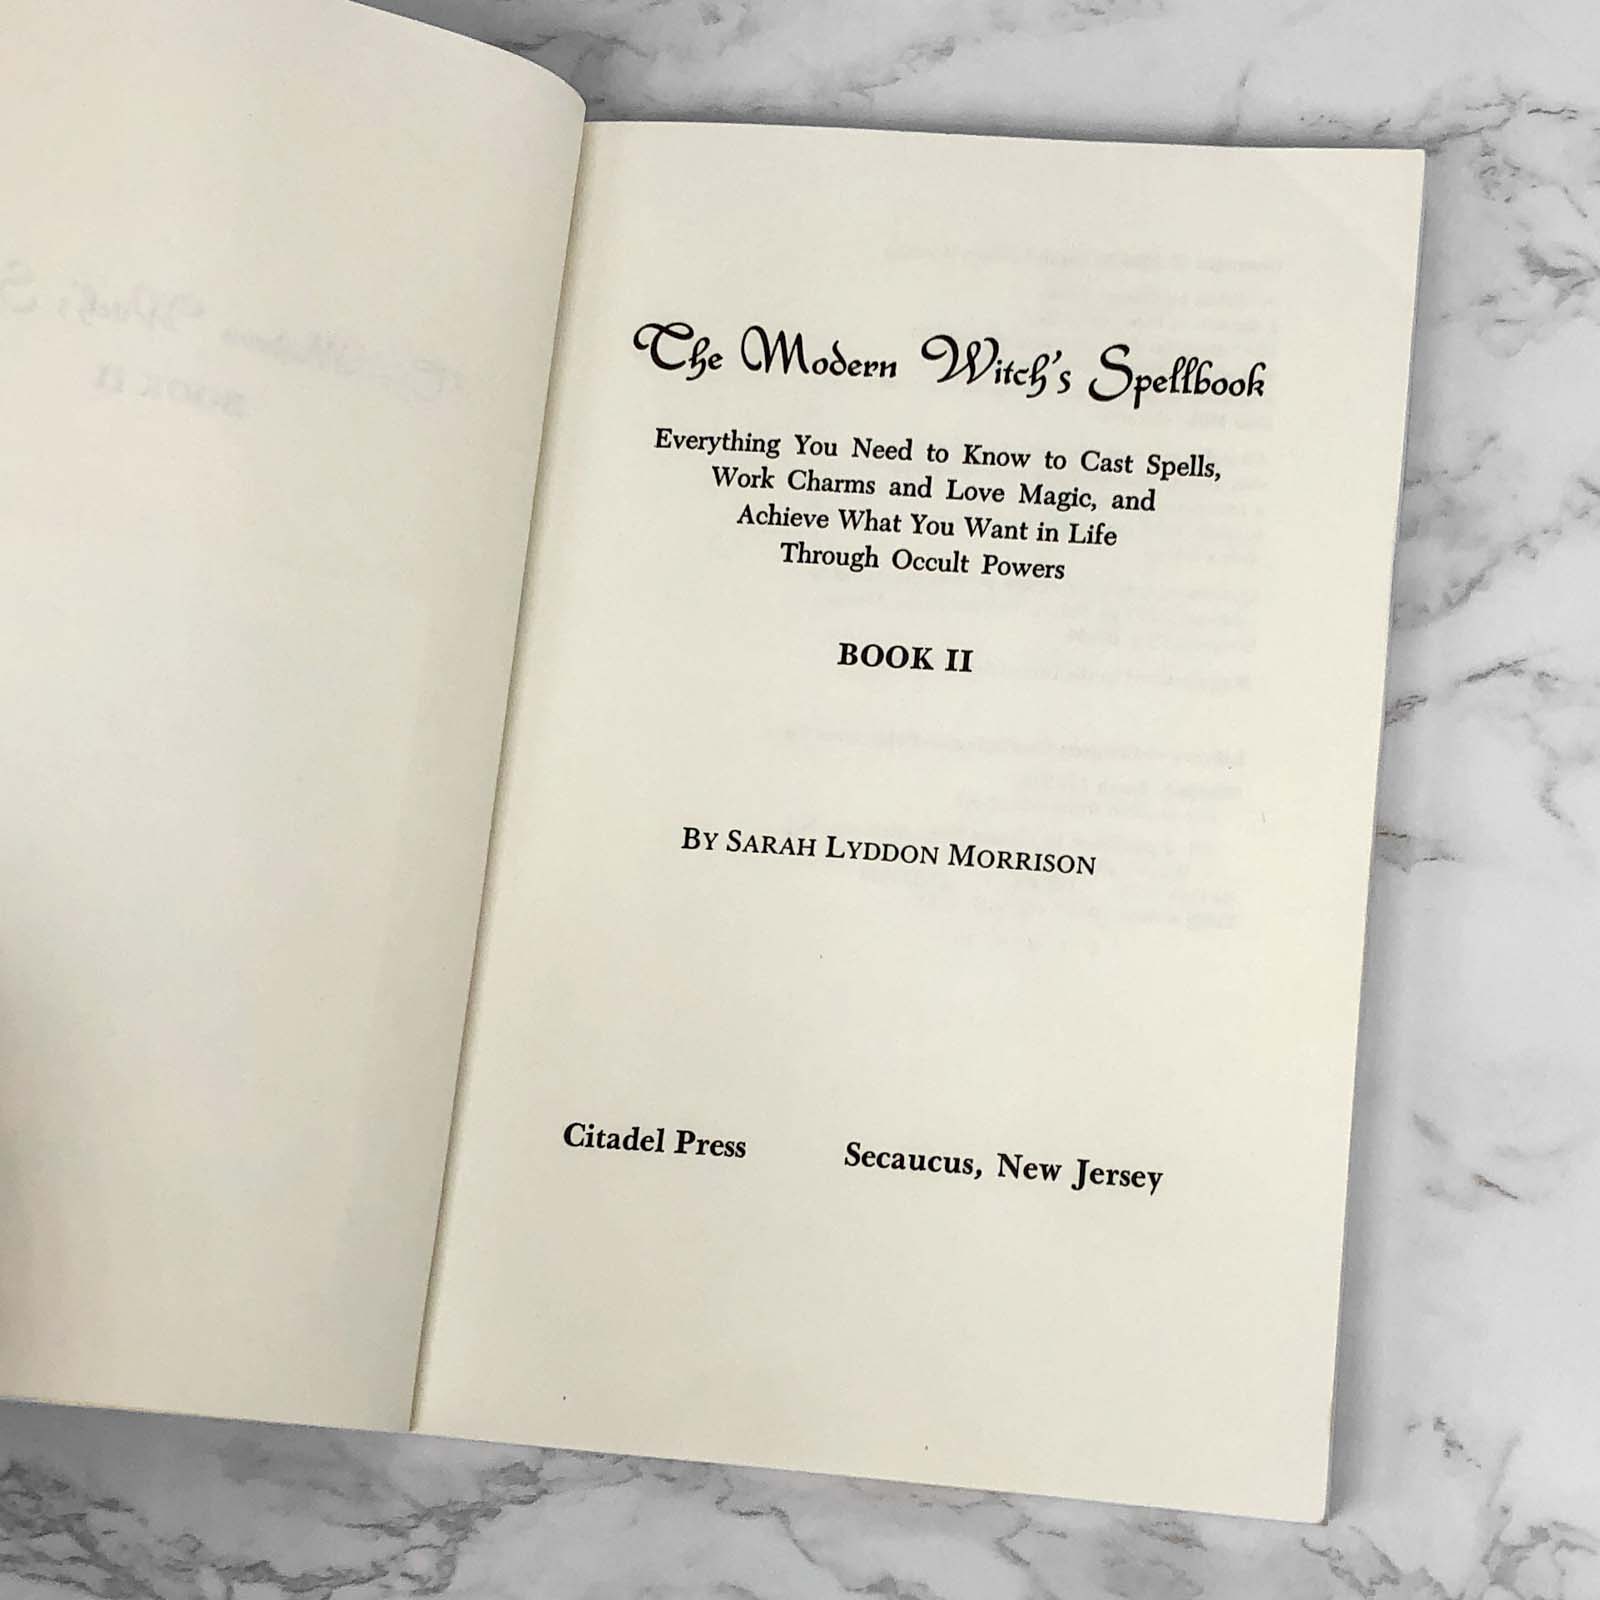 The Modern Witch's Spellbook
Everything You Need to Know to Cast Spells,
Work Charms and Love Magic, and
Achieve What You Want in Life
Through Occult Powers
BOOK II
BY SARAH LYDDON MORRISON
Citadel Press Secaucus, New Jersey